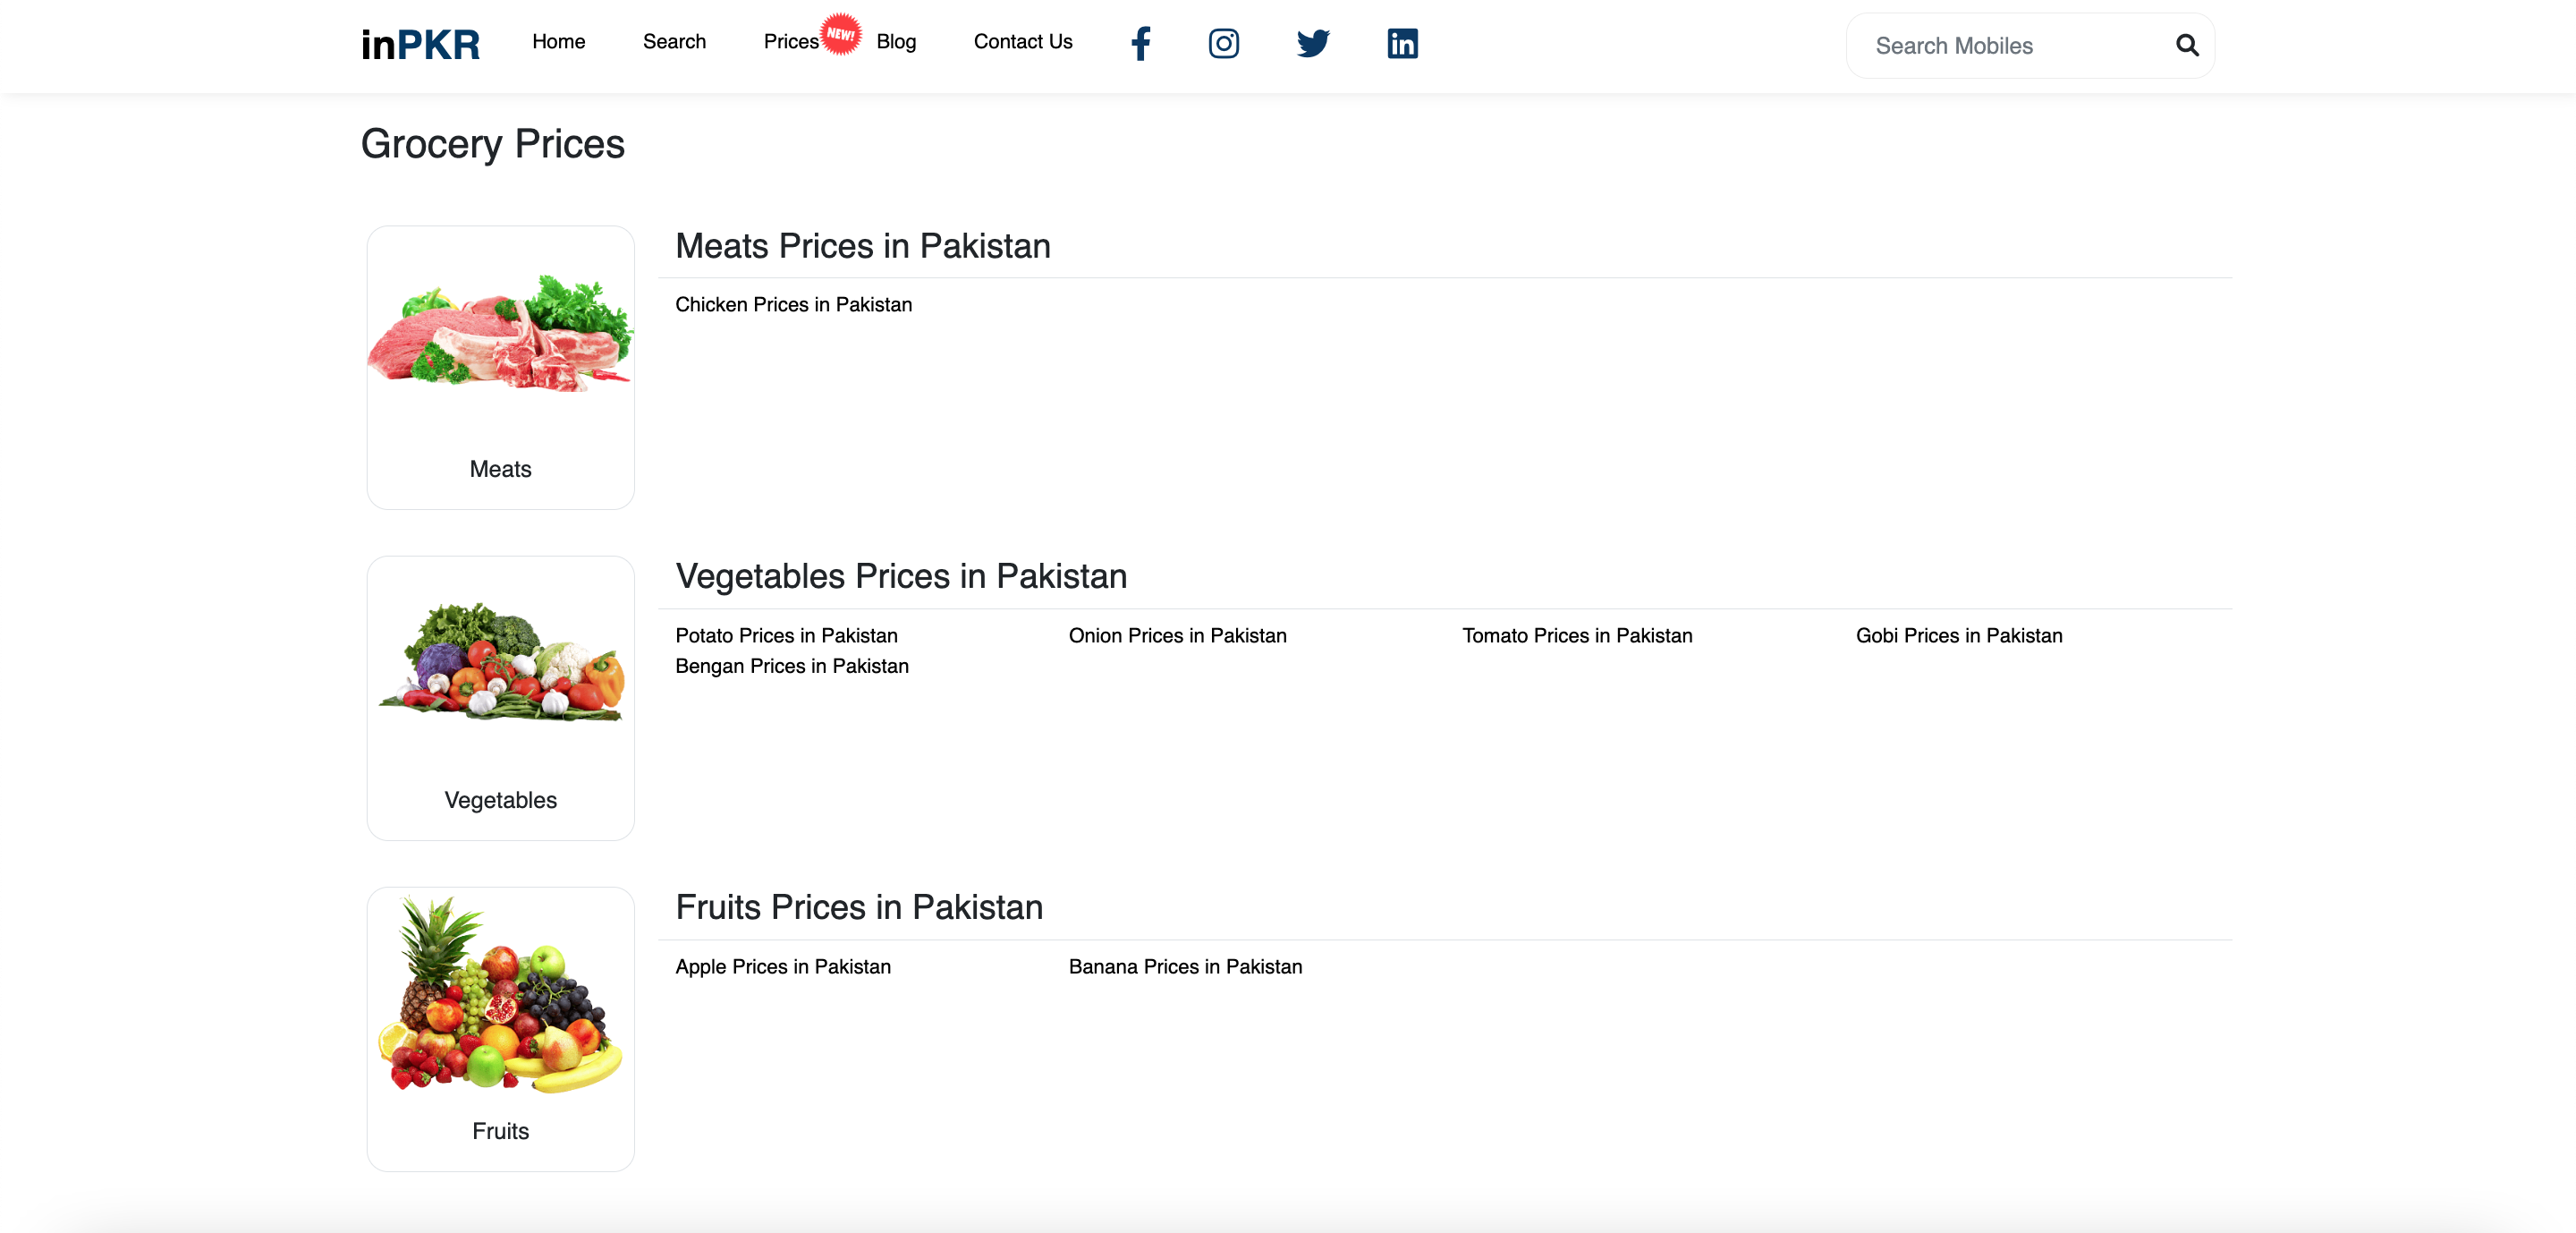 inPKR Home Search Prices NEW! Blog Contact Us Search Mobiles
Grocery Prices
Meats
Meats Prices in Pakistan
Chicken Prices in Pakistan
Vegetables
Vegetables Prices in Pakistan
Potato Prices in Pakistan Onion Prices in Pakistan Tomato Prices in Pakistan Gobi Prices in Pakistan
Bengan Prices in Pakistan
Fruits
Fruits Prices in Pakistan
Apple Prices in Pakistan Banana Prices in Pakistan